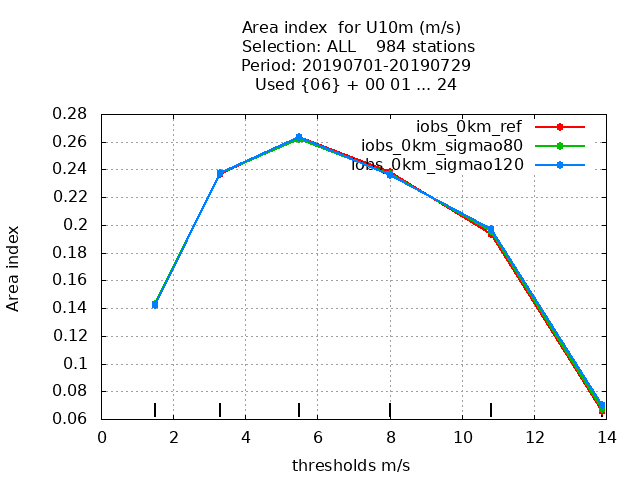 Area index  for U10m (m/s)
Selection: ALL    984 stations
Period: 20190701-20190729
Used {06} + 00 01 ... 24
iobs_0km_ref
iobs_0km_sigmao80
iobs_0km_sigmao120
Area index
0.28
0.26
0.24
0.22
0.2
0.18
0.16
0.14
0.12
0.1
0.08
0.06
0 2 4 6 8 10 12 14
thresholds m/s